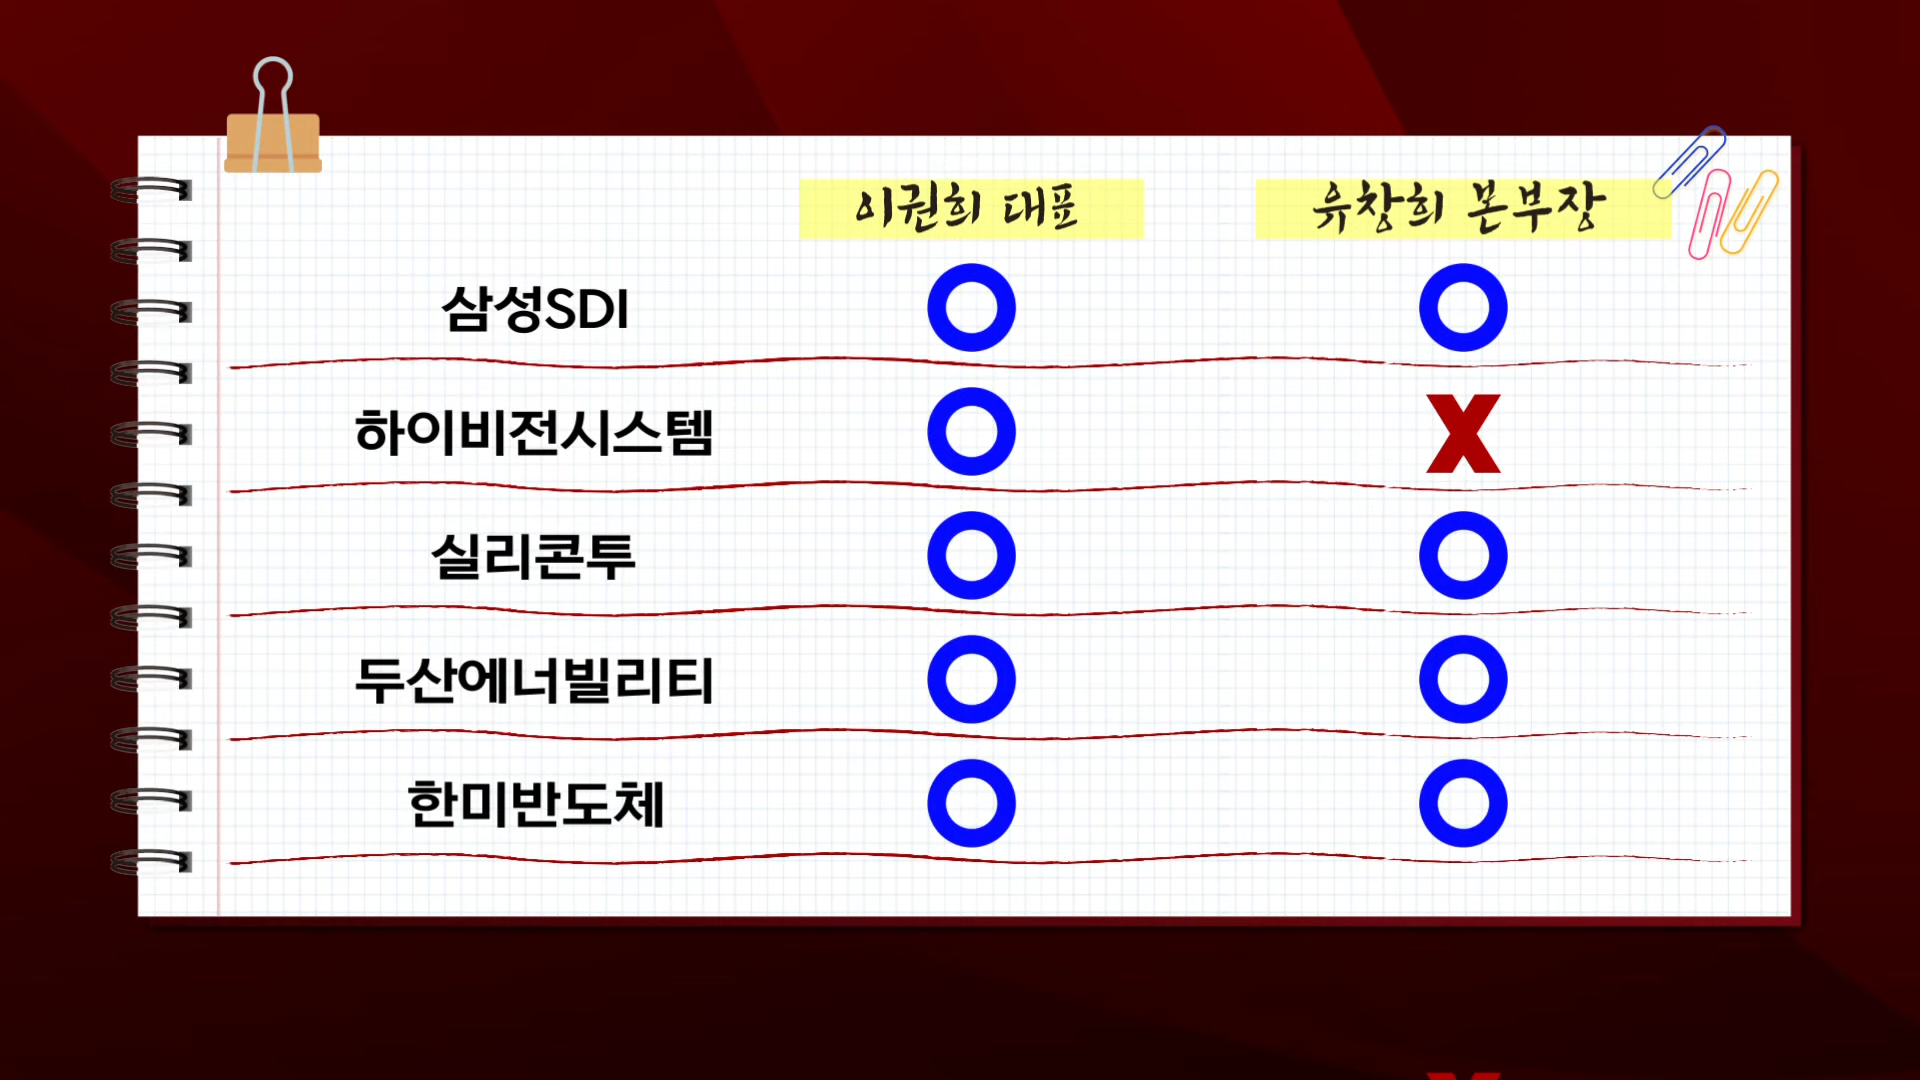 이권희 대표 유창희 본부장
삼성SDI O O
하이비전시스템 O X
실리콘투 O O
두산에너빌리티 O O
한미반도체 O O